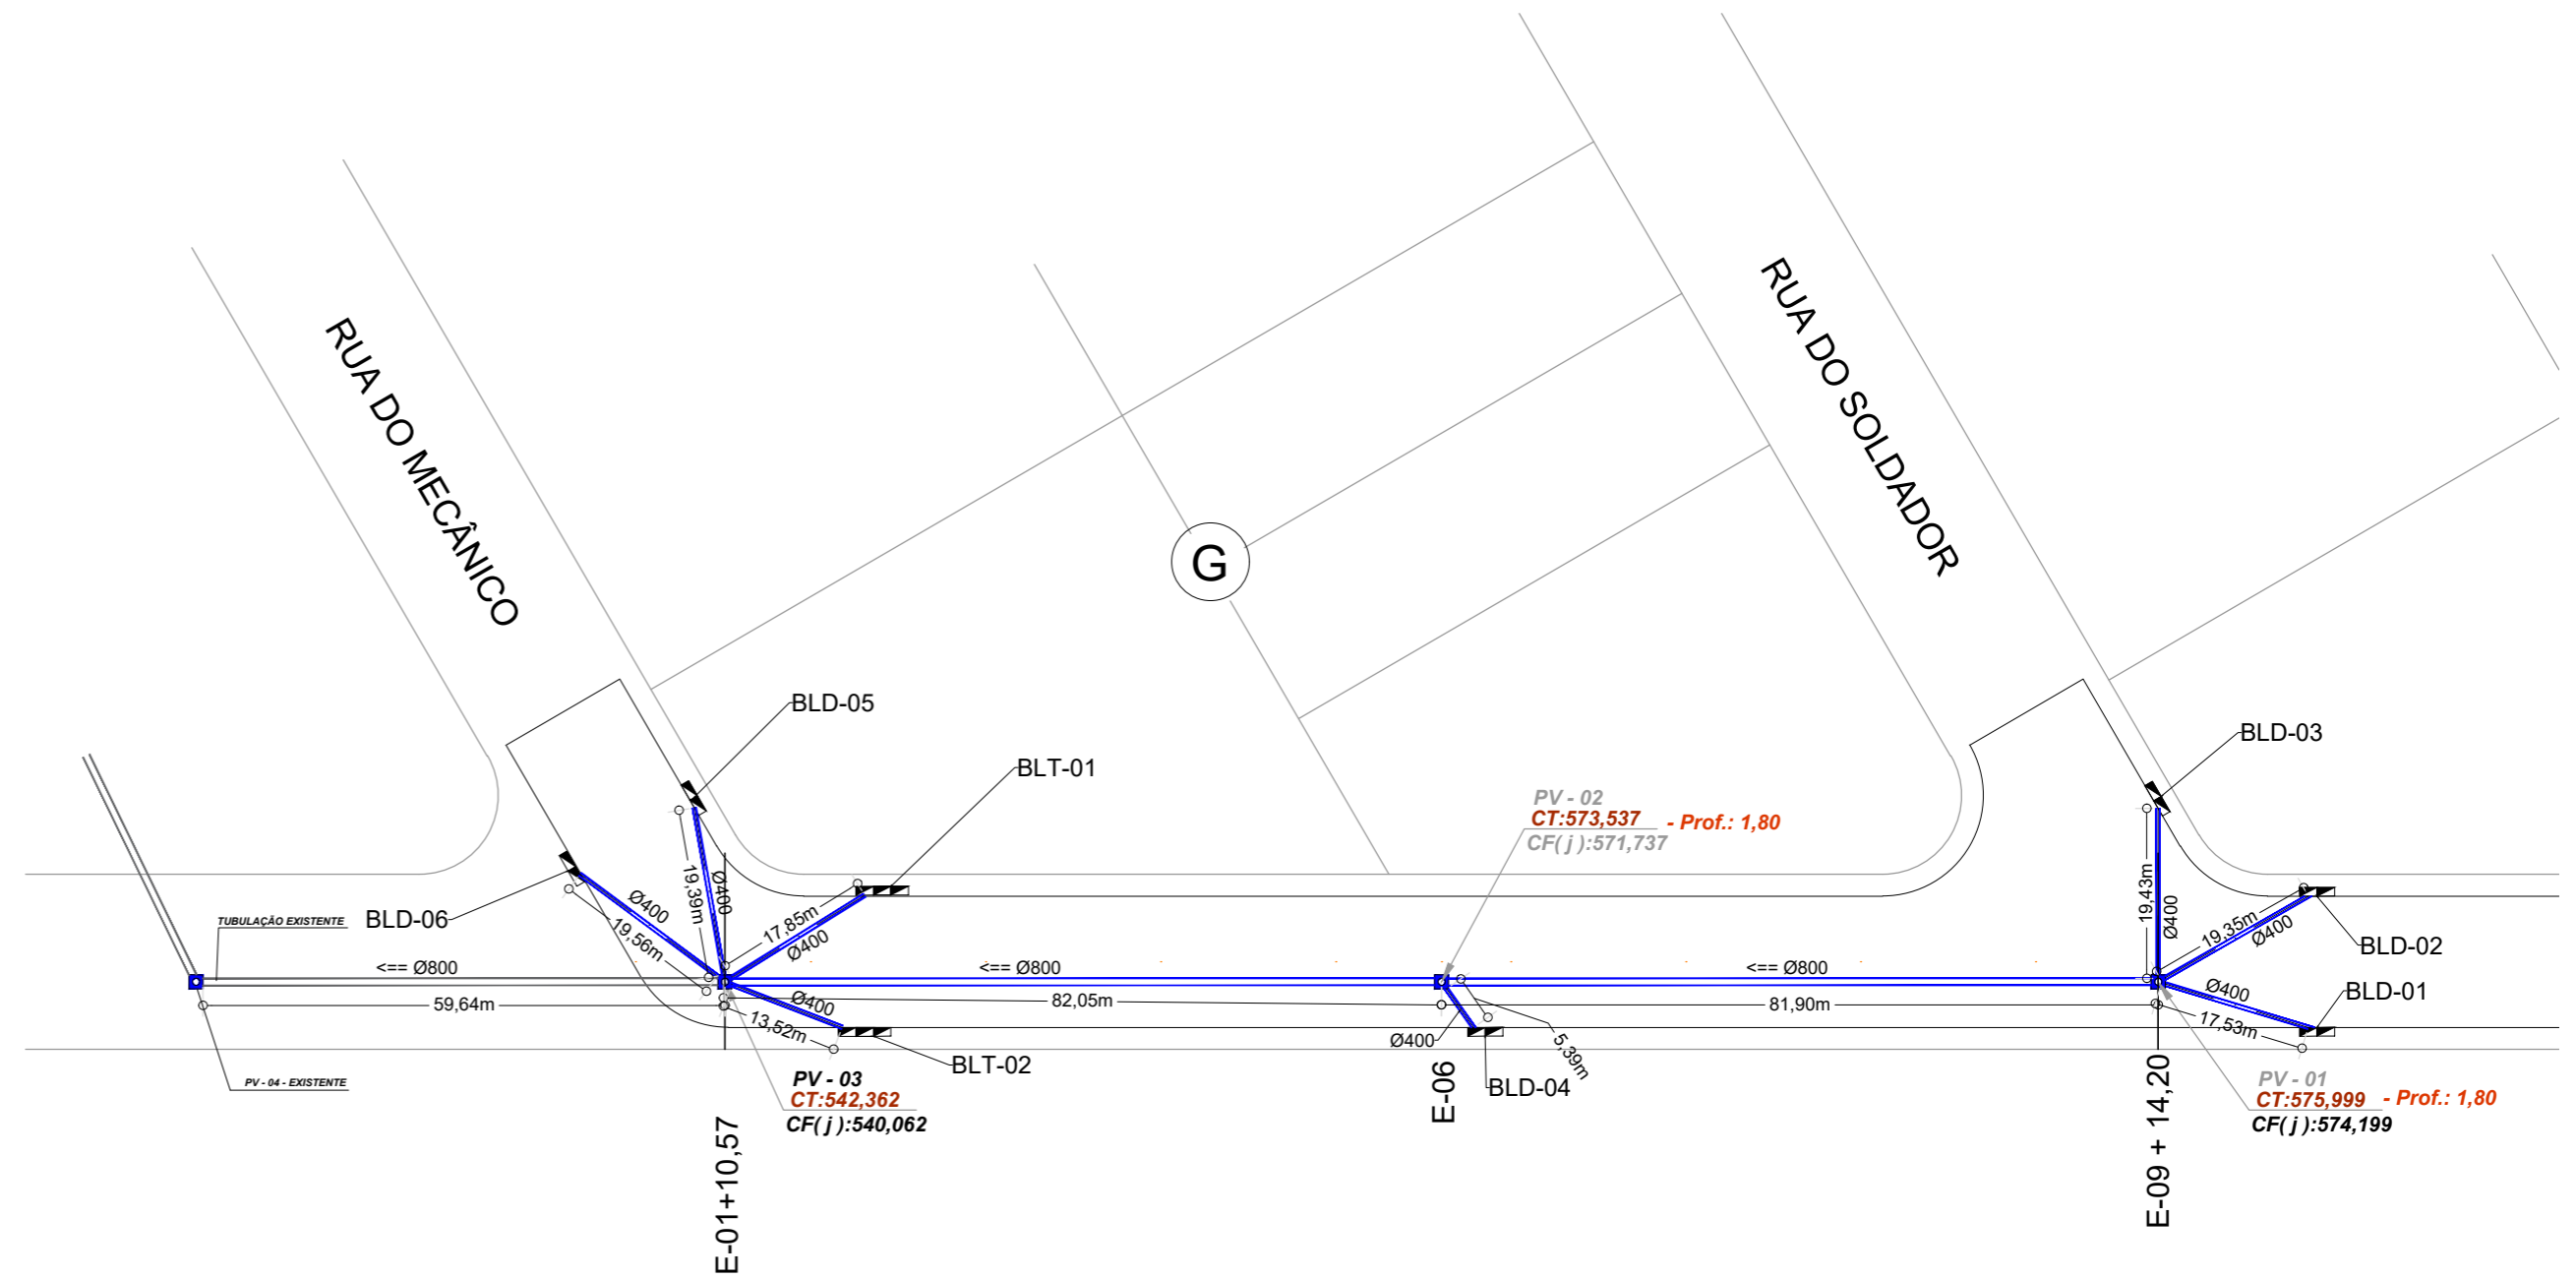 RUA DO MECÂNICO
RUA DO SOLDADOR
G
BLD-05
BLT-01
BLD-03
PV - 02
CT:573,537 - Prof.: 1,80
CF( j ):571,737
BLD-06
TUBULAÇÃO EXISTENTE
Ø400
19,56m
19,39m
Ø400
17,85m
Ø400
19,43m
Ø400
19,35m
Ø400
BLD-02
<== Ø800
<== Ø800
<== Ø800
59,64m
82,05m
81,90m
Ø400
13,52m
Ø400
5,39m
Ø400
17,53m
BLD-01
BLT-02
BLD-04
PV - 04 - EXISTENTE
PV - 03
CT:542,362
CF( j ):540,062
PV - 01
CT:575,999 - Prof.: 1,80
CF( j ):574,199
E-01+10,57
E-06
E-09 + 14,20